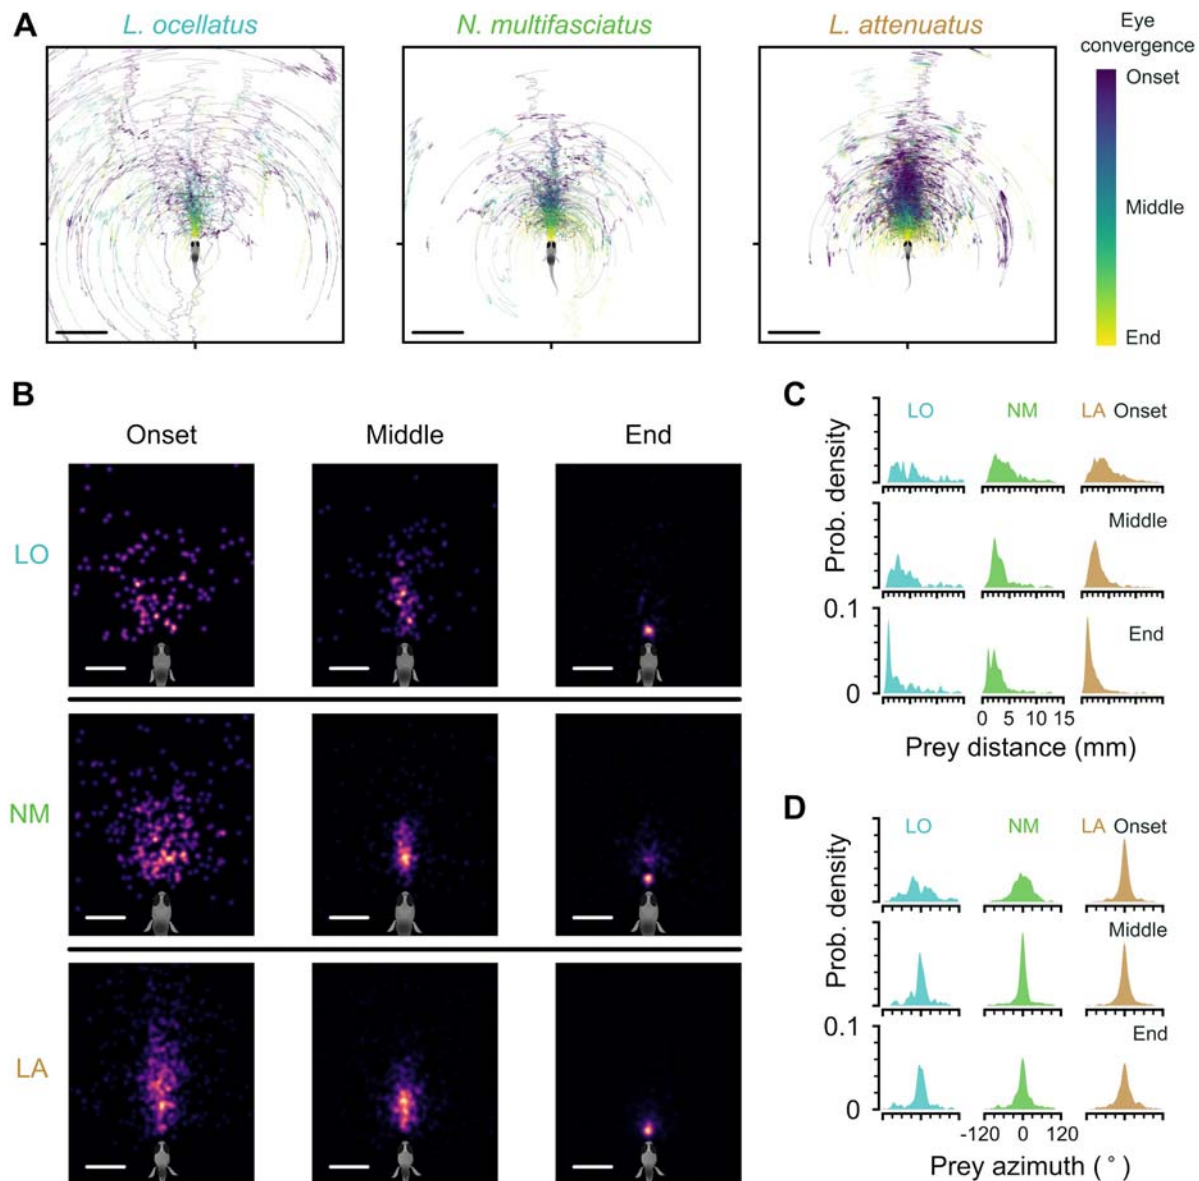 A
L. ocellatus
N. multifasciatus
L. attenuatus
Eye
convergence
Onset
Middle
End
B
Onset
Middle
End
LO
NM
LA
C
LO
NM
LA
Onset
Middle
0.1
End
0
0 5 10 15
Prob. density
Prey distance (mm)
D
LO
NM
LA
Onset
Middle
0.1
End
0
-120 0 120
Prob. density
Prey azimuth (°)